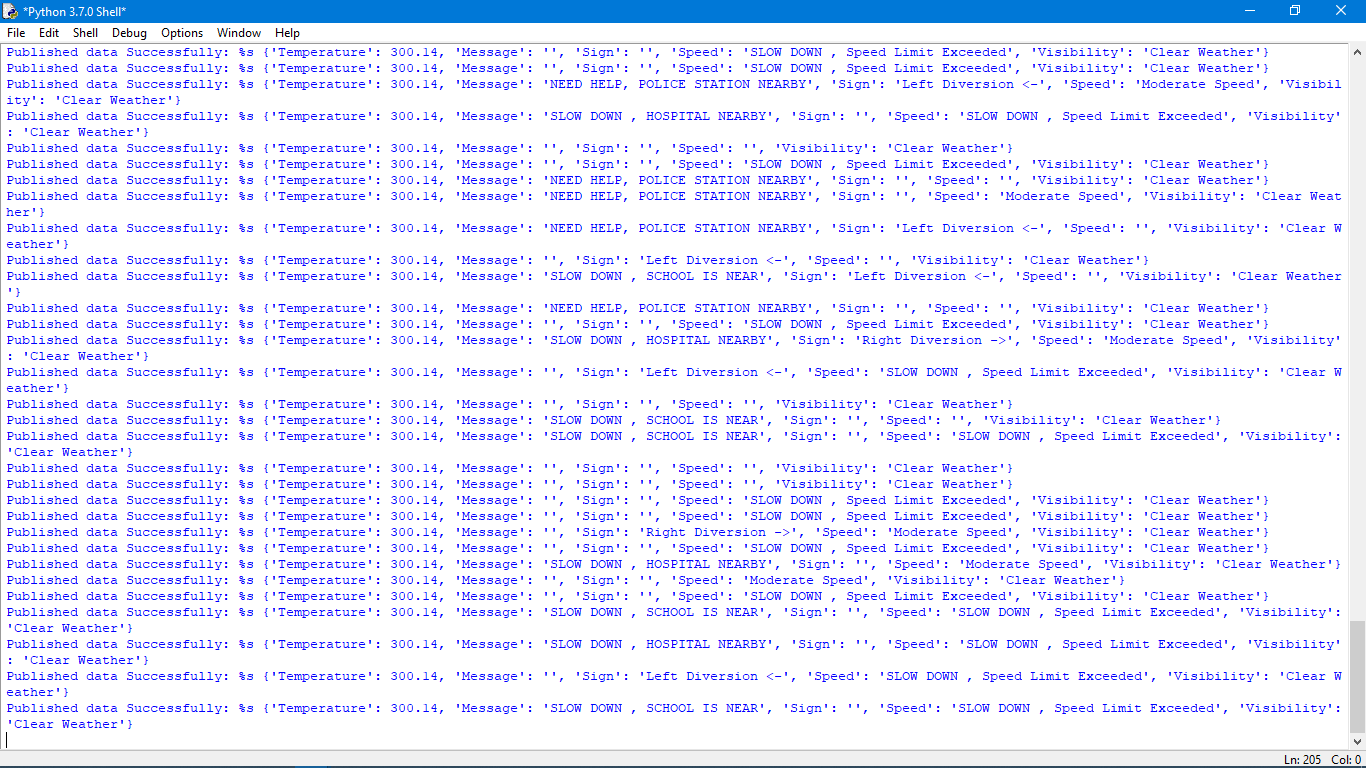 *Python 3.7.0 Shell*
File Edit Shell Debug Options Window Help
Published data Successfully: %s {'Temperature': 300.14, 'Message': '', 'Sign': '', 'Speed': 'SLOW DOWN , Speed Limit Exceeded', 'Visibility': 'Clear Weather'}
Published data Successfully: %s {'Temperature': 300.14, 'Message': '', 'Sign': '', 'Speed': 'SLOW DOWN , Speed Limit Exceeded', 'Visibility': 'Clear Weather'}
Published data Successfully: %s {'Temperature': 300.14, 'Message': 'NEED HELP, POLICE STATION NEARBY', 'Sign': 'Left Diversion <-', 'Speed': 'Moderate Speed', 'Visibil
ity': 'Clear Weather'}
Published data Successfully: %s {'Temperature': 300.14, 'Message': 'SLOW DOWN , HOSPITAL NEARBY', 'Sign': '', 'Speed': 'SLOW DOWN , Speed Limit Exceeded', 'Visibility'
: 'Clear Weather'}
Published data Successfully: %s {'Temperature': 300.14, 'Message': '', 'Sign': '', 'Speed': '', 'Visibility': 'Clear Weather'}
Published data Successfully: %s {'Temperature': 300.14, 'Message': '', 'Sign': '', 'Speed': 'SLOW DOWN , Speed Limit Exceeded', 'Visibility': 'Clear Weather'}
Published data Successfully: %s {'Temperature': 300.14, 'Message': 'NEED HELP, POLICE STATION NEARBY', 'Sign': '', 'Speed': '', 'Visibility': 'Clear Weather'}
Published data Successfully: %s {'Temperature': 300.14, 'Message': 'NEED HELP, POLICE STATION NEARBY', 'Sign': '', 'Speed': 'Moderate Speed', 'Visibility': 'Clear Weat
her'}
Published data Successfully: %s {'Temperature': 300.14, 'Message': 'NEED HELP, POLICE STATION NEARBY', 'Sign': 'Left Diversion <-', 'Speed': '', 'Visibility': 'Clear W
eather'}
Published data Successfully: %s {'Temperature': 300.14, 'Message': '', 'Sign': 'Left Diversion <-', 'Speed': '', 'Visibility': 'Clear Weather'}
Published data Successfully: %s {'Temperature': 300.14, 'Message': 'SLOW DOWN , SCHOOL IS NEAR', 'Sign': 'Left Diversion <-', 'Speed': '', 'Visibility': 'Clear Weather
'}
Published data Successfully: %s {'Temperature': 300.14, 'Message': 'NEED HELP, POLICE STATION NEARBY', 'Sign': '', 'Speed': '', 'Visibility': 'Clear Weather'}
Published data Successfully: %s {'Temperature': 300.14, 'Message': '', 'Sign': '', 'Speed': 'SLOW DOWN , Speed Limit Exceeded', 'Visibility': 'Clear Weather'}
Published data Successfully: %s {'Temperature': 300.14, 'Message': 'SLOW DOWN , HOSPITAL NEARBY', 'Sign': 'Right Diversion ->', 'Speed': 'Moderate Speed', 'Visibility'
: 'Clear Weather'}
Published data Successfully: %s {'Temperature': 300.14, 'Message': '', 'Sign': 'Left Diversion <-', 'Speed': 'SLOW DOWN , Speed Limit Exceeded', 'Visibility': 'Clear W
eather'}
Published data Successfully: %s {'Temperature': 300.14, 'Message': '', 'Sign': '', 'Speed': '', 'Visibility': 'Clear Weather'}
Published data Successfully: %s {'Temperature': 300.14, 'Message': 'SLOW DOWN , SCHOOL IS NEAR', 'Sign': '', 'Speed': '', 'Visibility': 'Clear Weather'}
Published data Successfully: %s {'Temperature': 300.14, 'Message': 'SLOW DOWN , SCHOOL IS NEAR', 'Sign': '', 'Speed': 'SLOW DOWN , Speed Limit Exceeded', 'Visibility':
'Clear Weather'}
Published data Successfully: %s {'Temperature': 300.14, 'Message': '', 'Sign': '', 'Speed': '', 'Visibility': 'Clear Weather'}
Published data Successfully: %s {'Temperature': 300.14, 'Message': '', 'Sign': '', 'Speed': '', 'Visibility': 'Clear Weather'}
Published data Successfully: %s {'Temperature': 300.14, 'Message': '', 'Sign': '', 'Speed': 'SLOW DOWN , Speed Limit Exceeded', 'Visibility': 'Clear Weather'}
Published data Successfully: %s {'Temperature': 300.14, 'Message': '', 'Sign': '', 'Speed': 'SLOW DOWN , Speed Limit Exceeded', 'Visibility': 'Clear Weather'}
Published data Successfully: %s {'Temperature': 300.14, 'Message': '', 'Sign': 'Right Diversion ->', 'Speed': 'Moderate Speed', 'Visibility': 'Clear Weather'}
Published data Successfully: %s {'Temperature': 300.14, 'Message': '', 'Sign': '', 'Speed': 'SLOW DOWN , Speed Limit Exceeded', 'Visibility': 'Clear Weather'}
Published data Successfully: %s {'Temperature': 300.14, 'Message': 'SLOW DOWN , HOSPITAL NEARBY', 'Sign': '', 'Speed': 'Moderate Speed', 'Visibility': 'Clear Weather'}
Published data Successfully: %s {'Temperature': 300.14, 'Message': '', 'Sign': '', 'Speed': 'Moderate Speed', 'Visibility': 'Clear Weather'}
Published data Successfully: %s {'Temperature': 300.14, 'Message': '', 'Sign': '', 'Speed': 'SLOW DOWN , Speed Limit Exceeded', 'Visibility': 'Clear Weather'}
Published data Successfully: %s {'Temperature': 300.14, 'Message': 'SLOW DOWN , SCHOOL IS NEAR', 'Sign': '', 'Speed': 'SLOW DOWN , Speed Limit Exceeded', 'Visibility':
'Clear Weather'}
Published data Successfully: %s {'Temperature': 300.14, 'Message': 'SLOW DOWN , HOSPITAL NEARBY', 'Sign': '', 'Speed': 'SLOW DOWN , Speed Limit Exceeded', 'Visibility'
: 'Clear Weather'}
Published data Successfully: %s {'Temperature': 300.14, 'Message': '', 'Sign': 'Left Diversion <-', 'Speed': 'SLOW DOWN , Speed Limit Exceeded', 'Visibility': 'Clear W
eather'}
Published data Successfully: %s {'Temperature': 300.14, 'Message': 'SLOW DOWN , SCHOOL IS NEAR', 'Sign': '', 'Speed': 'SLOW DOWN , Speed Limit Exceeded', 'Visibility':
'Clear Weather'}
Ln: 205 Col: 0